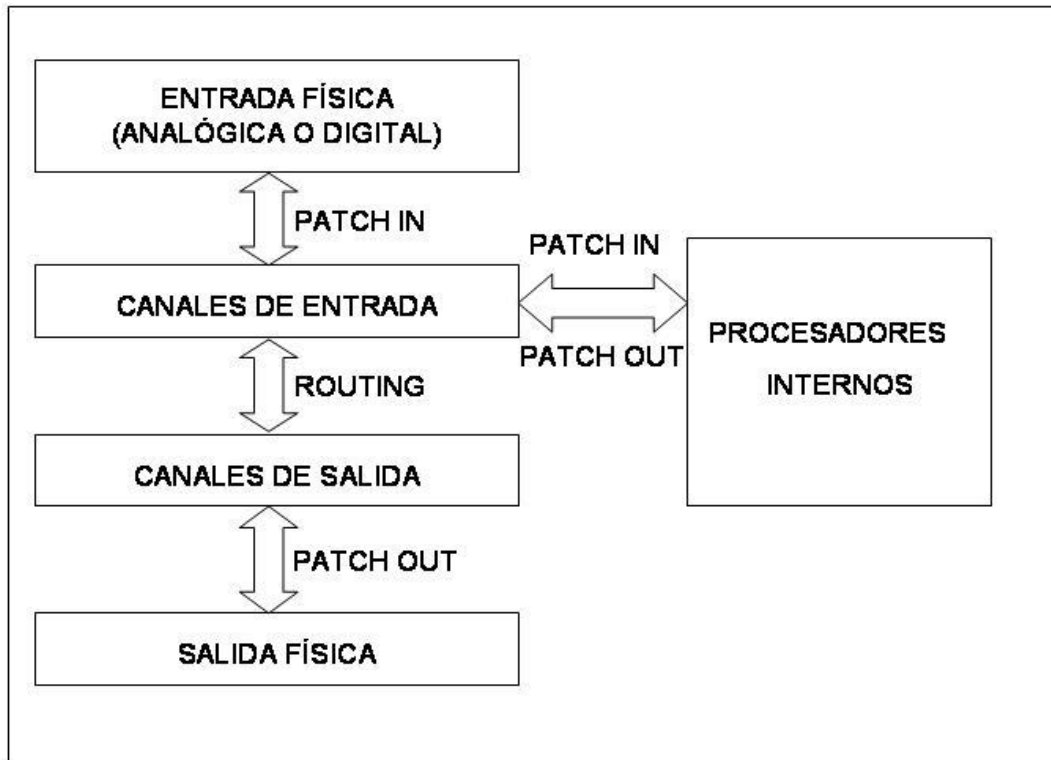 ENTRADA FÍSICA
(ANALÓGICA O DIGITAL)
PATCH IN
CANALES DE ENTRADA
PATCH IN
PATCH OUT
PROCESADORES
INTERNOS
ROUTING
CANALES DE SALIDA
PATCH OUT
SALIDA FÍSICA